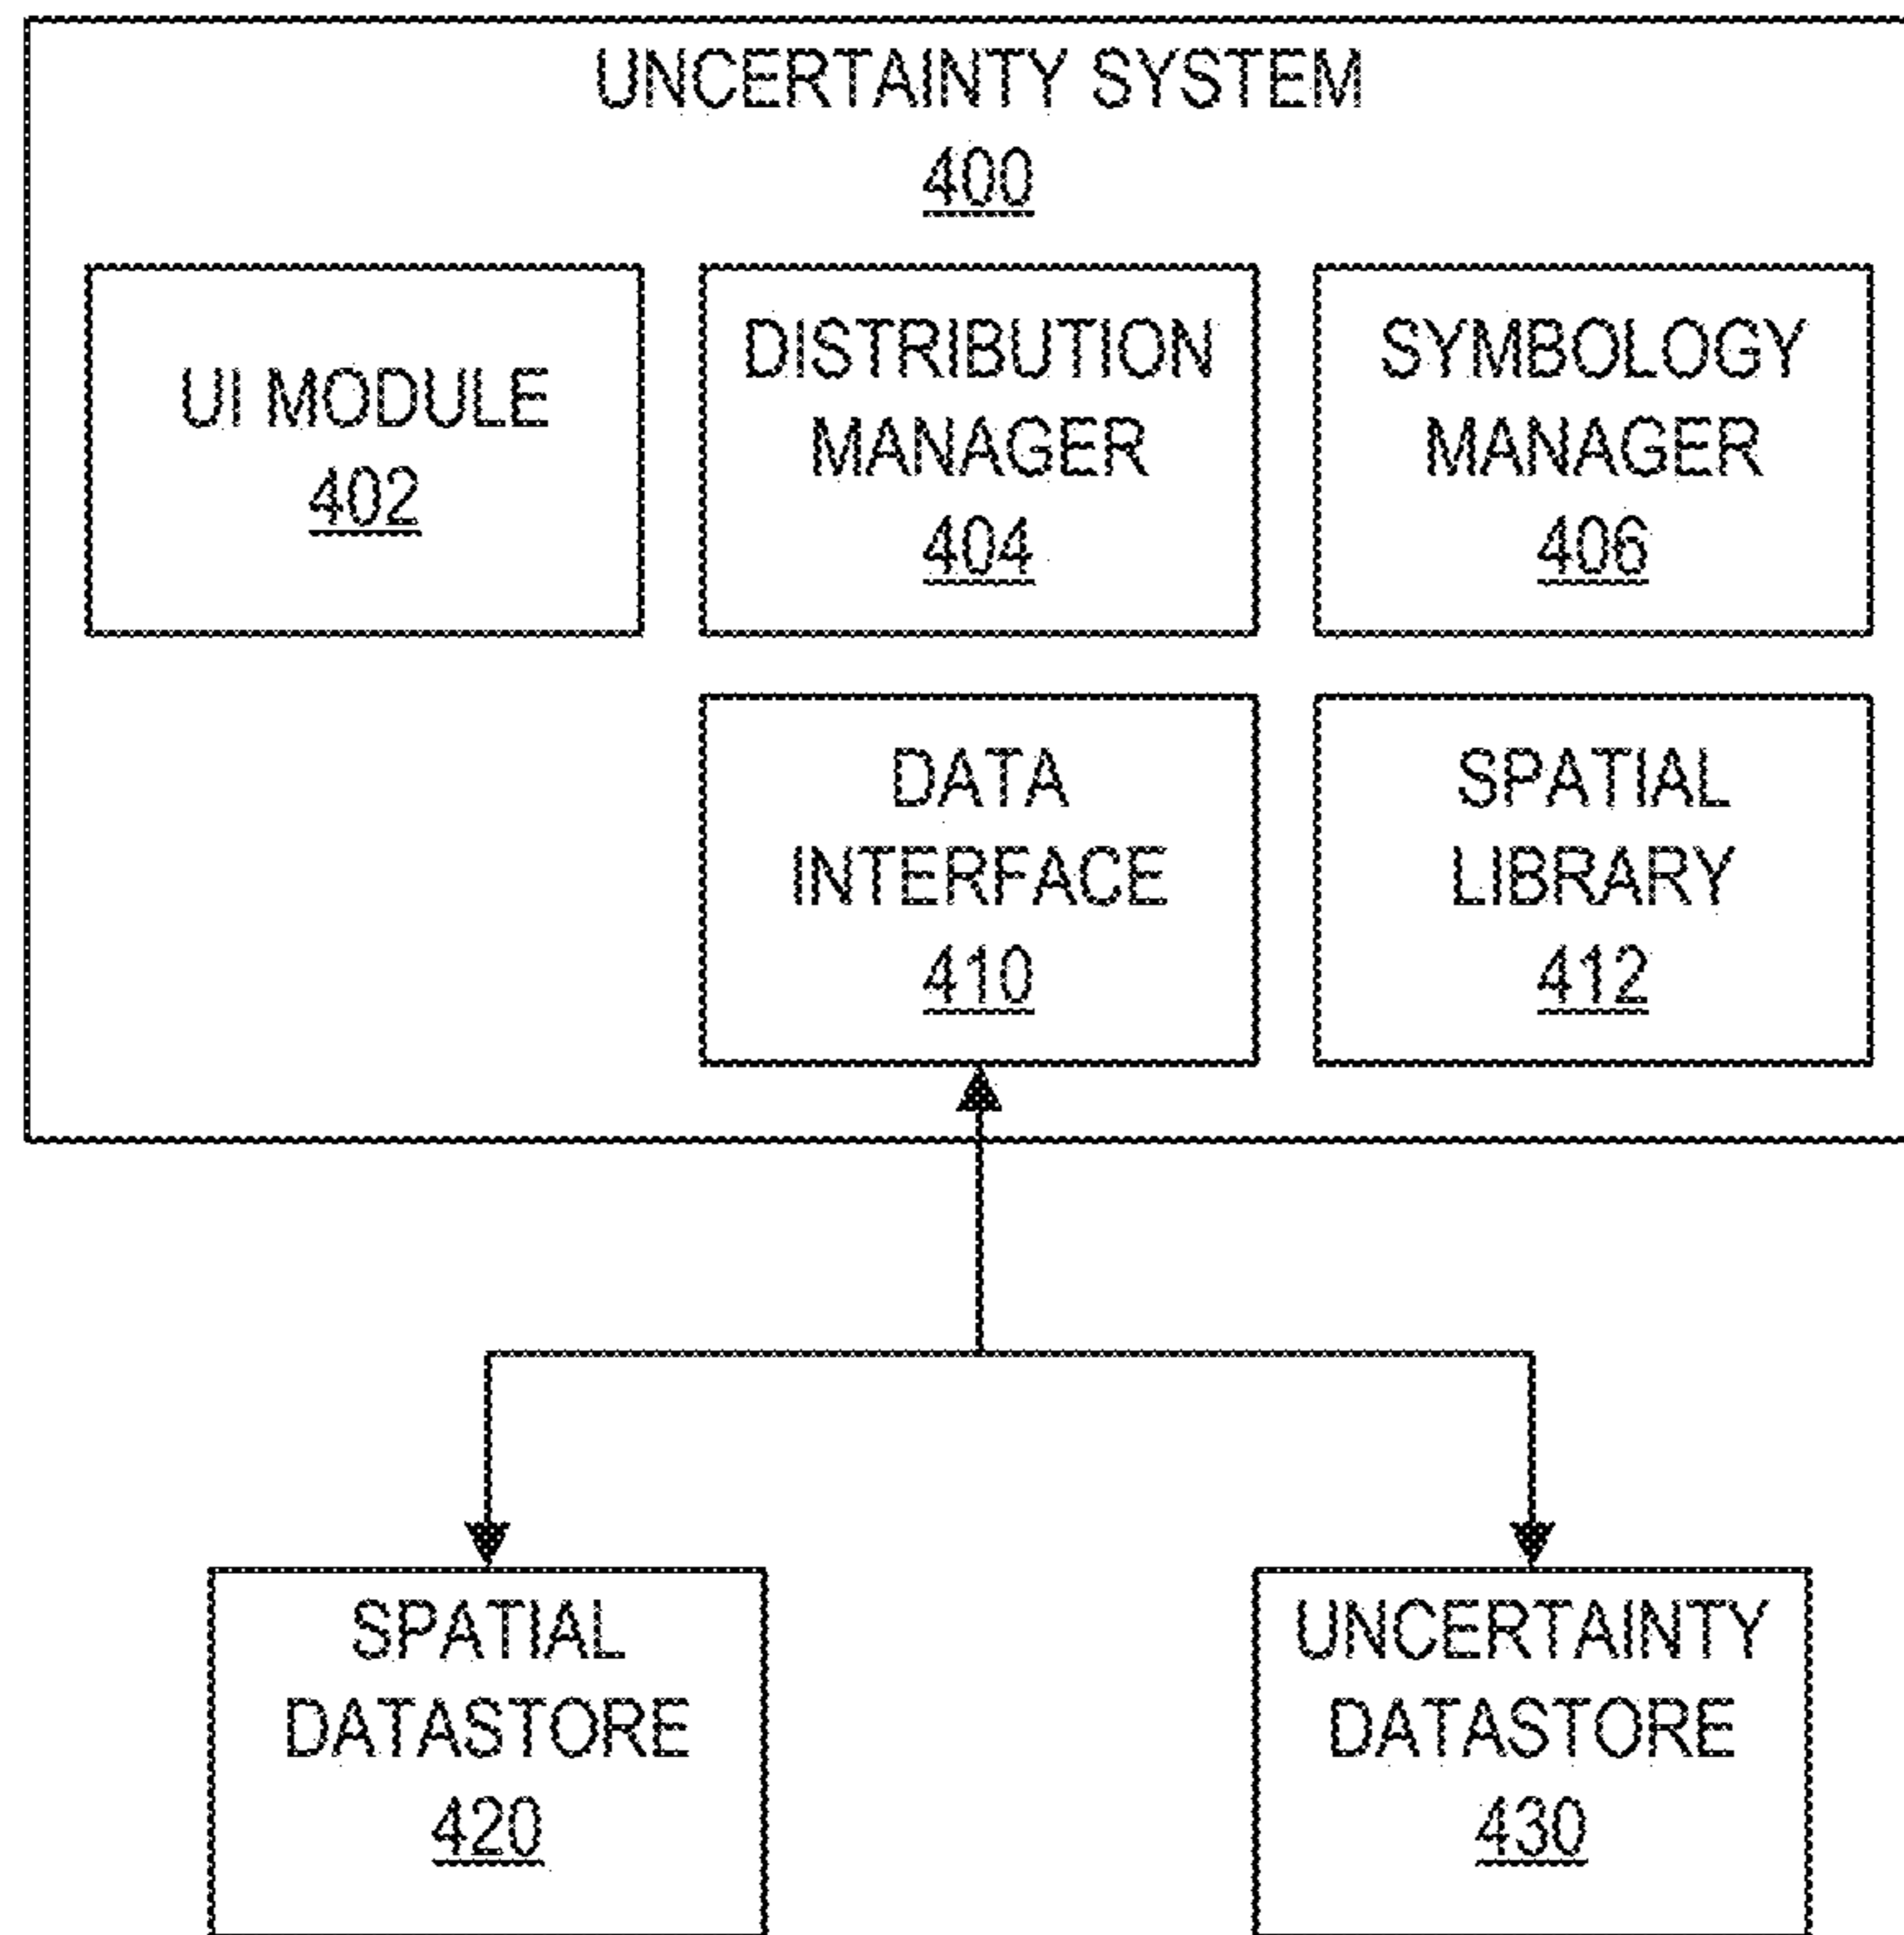 UNCERTAINTY SYSTEM
400
UI MODULE
402
DISTRIBUTION
MANAGER
404
SYMBOLOGY
MANAGER
406
DATA
INTERFACE
410
SPATIAL
LIBRARY
412
SPATIAL
DATASTORE
420
UNCERTAINTY
DATASTORE
430